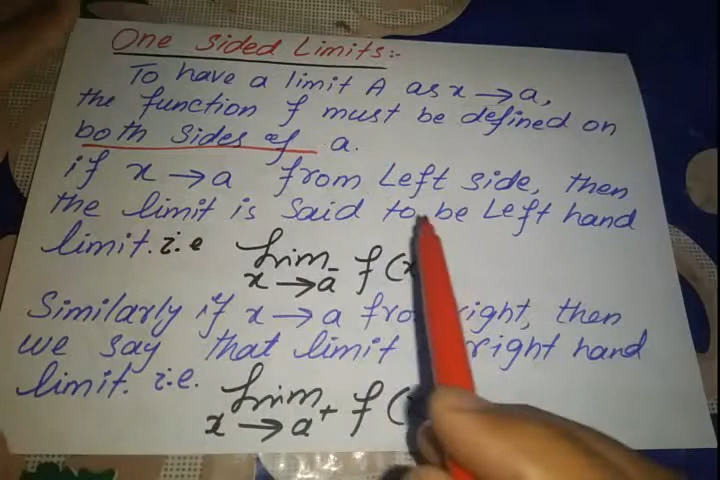 One Sided Limits:-
To have a limit A as x → a,
the function f must be defined on
both sides of a.
if x → a from Left side, then
the limit is said to be Left hand
limit. i.e lim x → a⁻ f(x
Similarly if x → a from right, then
we say that limit right hand
limit. i.e. lim x → a⁺ f(x